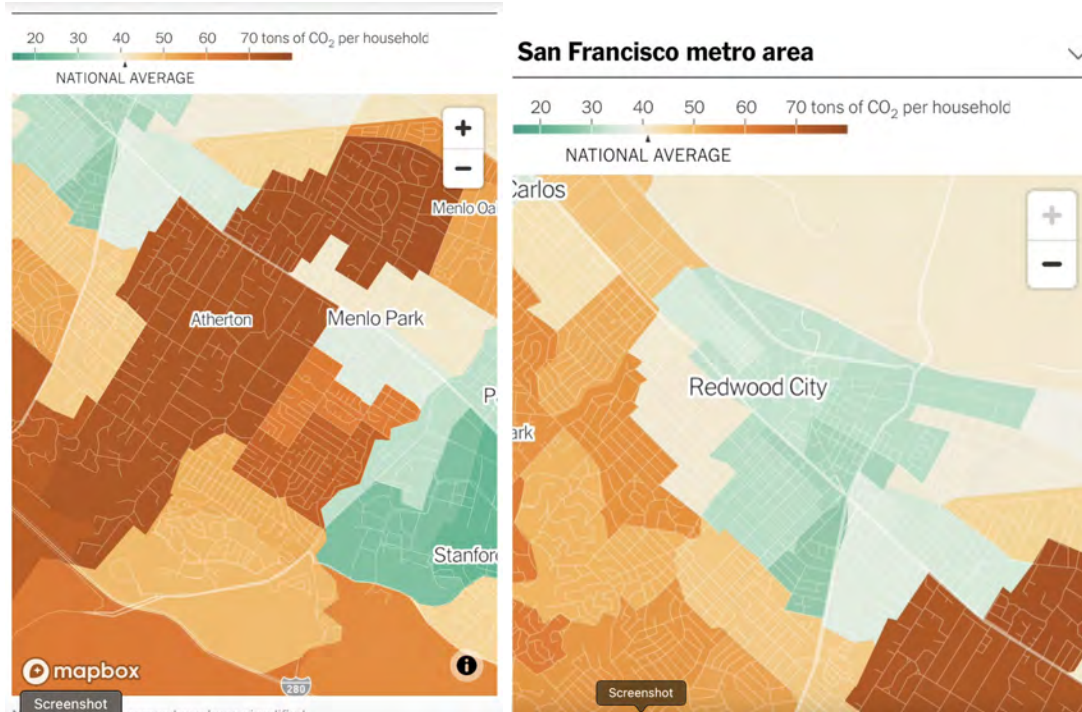 20 30 40 50 60 70 tons of CO₂ per household
NATIONAL AVERAGE
+
−
Menlo Oa
Atherton
Menlo Park
P
Stanfor
mapbox
i
280
Screenshot
San Francisco metro area
20 30 40 50 60 70 tons of CO₂ per household
NATIONAL AVERAGE
Carlos
+
−
Redwood City
ark
Screenshot